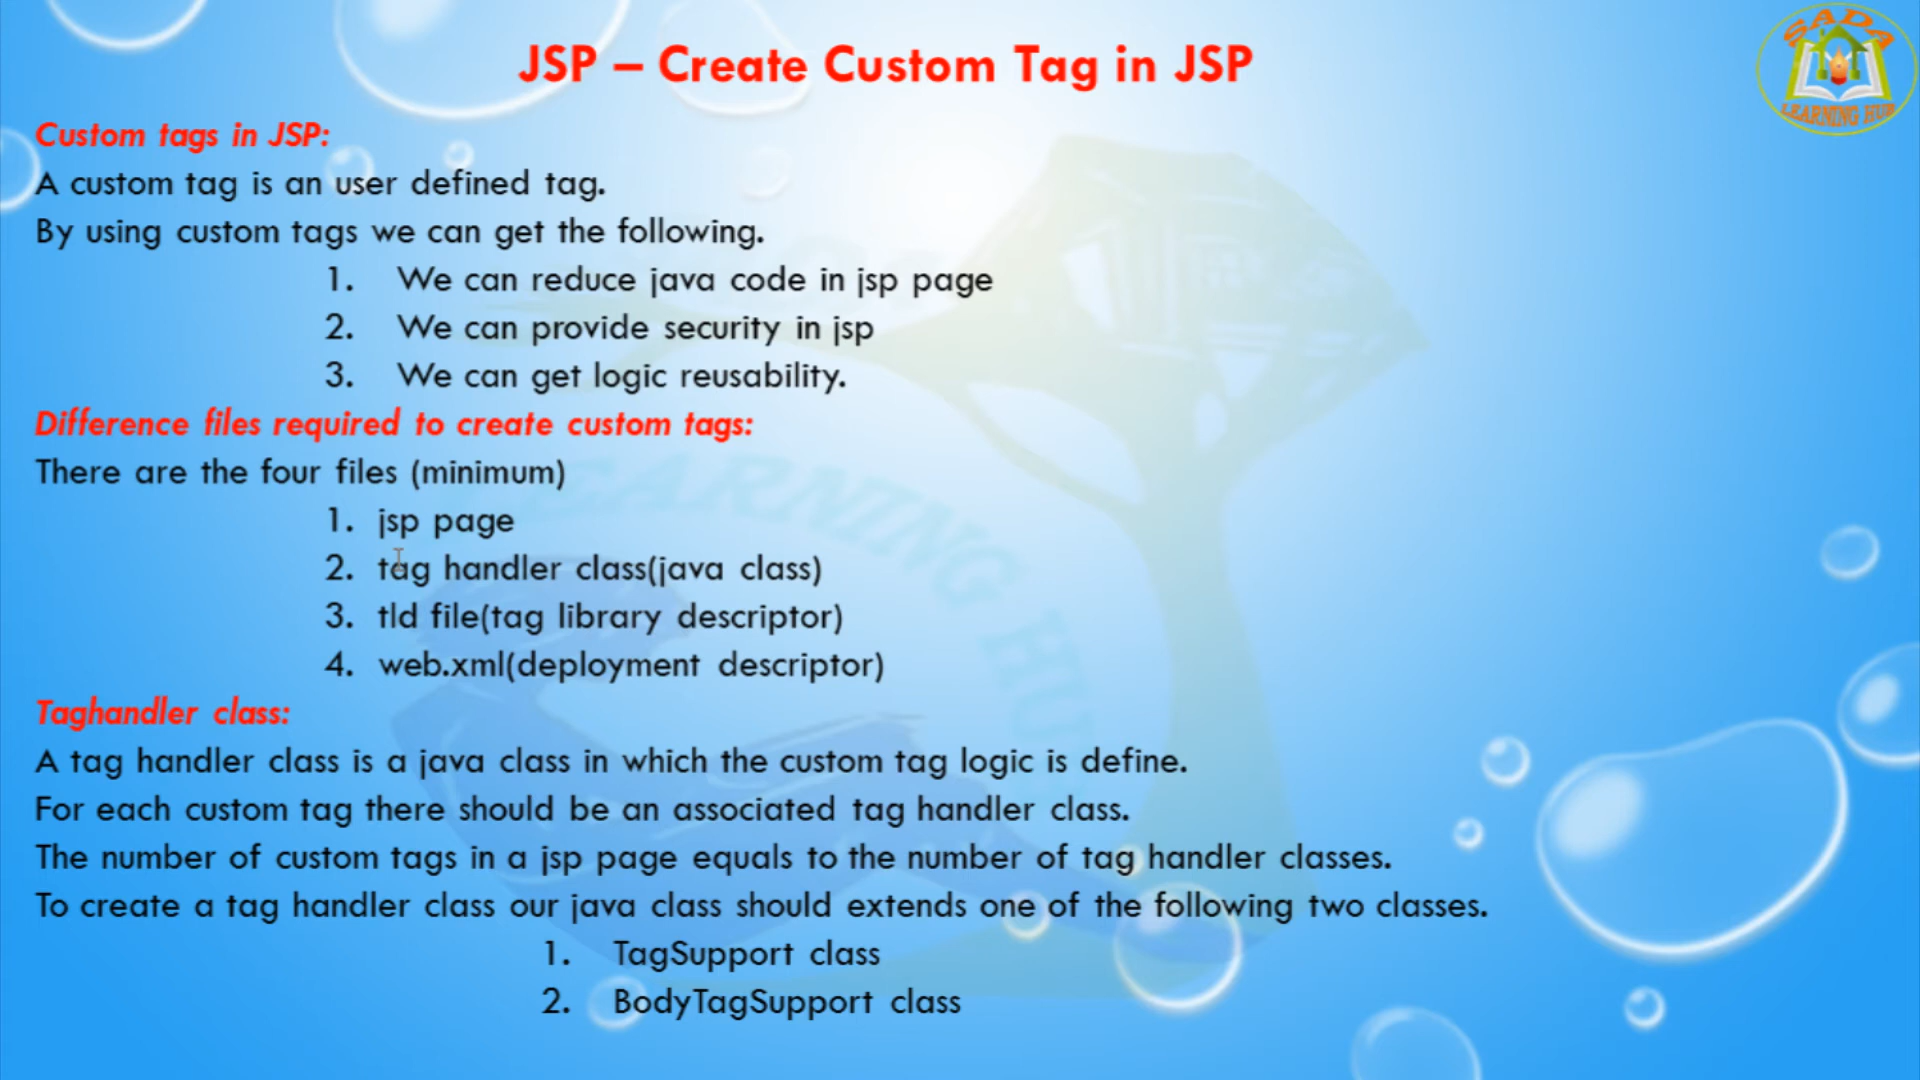 JSP – Create Custom Tag in JSP
SADA
LEARNING HUB
Custom tags in JSP:
A custom tag is an user defined tag.
By using custom tags we can get the following.
1. We can reduce java code in jsp page
2. We can provide security in jsp
3. We can get logic reusability.
Difference files required to create custom tags:
There are the four files (minimum)
1. jsp page
2. tag handler class(java class)
3. tld file(tag library descriptor)
4. web.xml(deployment descriptor)
Taghandler class:
A tag handler class is a java class in which the custom tag logic is define.
For each custom tag there should be an associated tag handler class.
The number of custom tags in a jsp page equals to the number of tag handler classes.
To create a tag handler class our java class should extends one of the following two classes.
1. TagSupport class
2. BodyTagSupport class
LEARNING HU